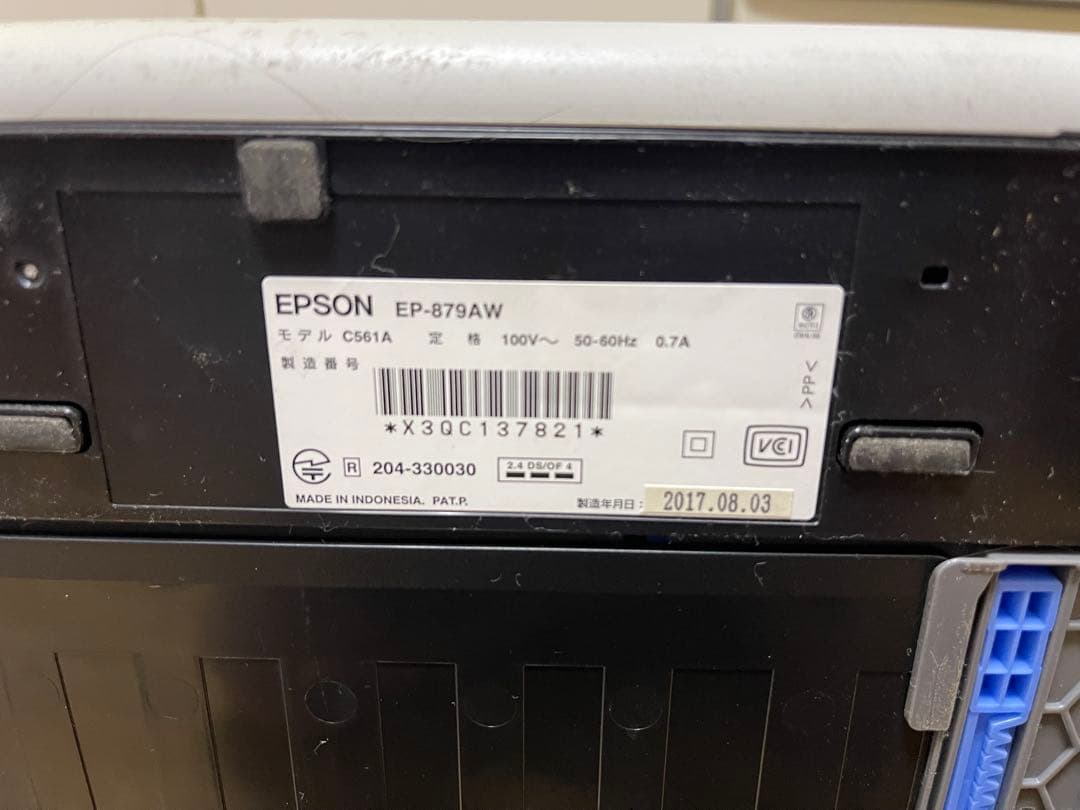 EPSON EP-879AW
モデル C561A 定格 100V～ 50-60Hz 0.7A
製造番号
*X3QC137821*
>PP<
VCI
R 204-330030 2.4 DS/OF 4
MADE IN INDONESIA. PAT.P. 製造年月日: 2017.08.03